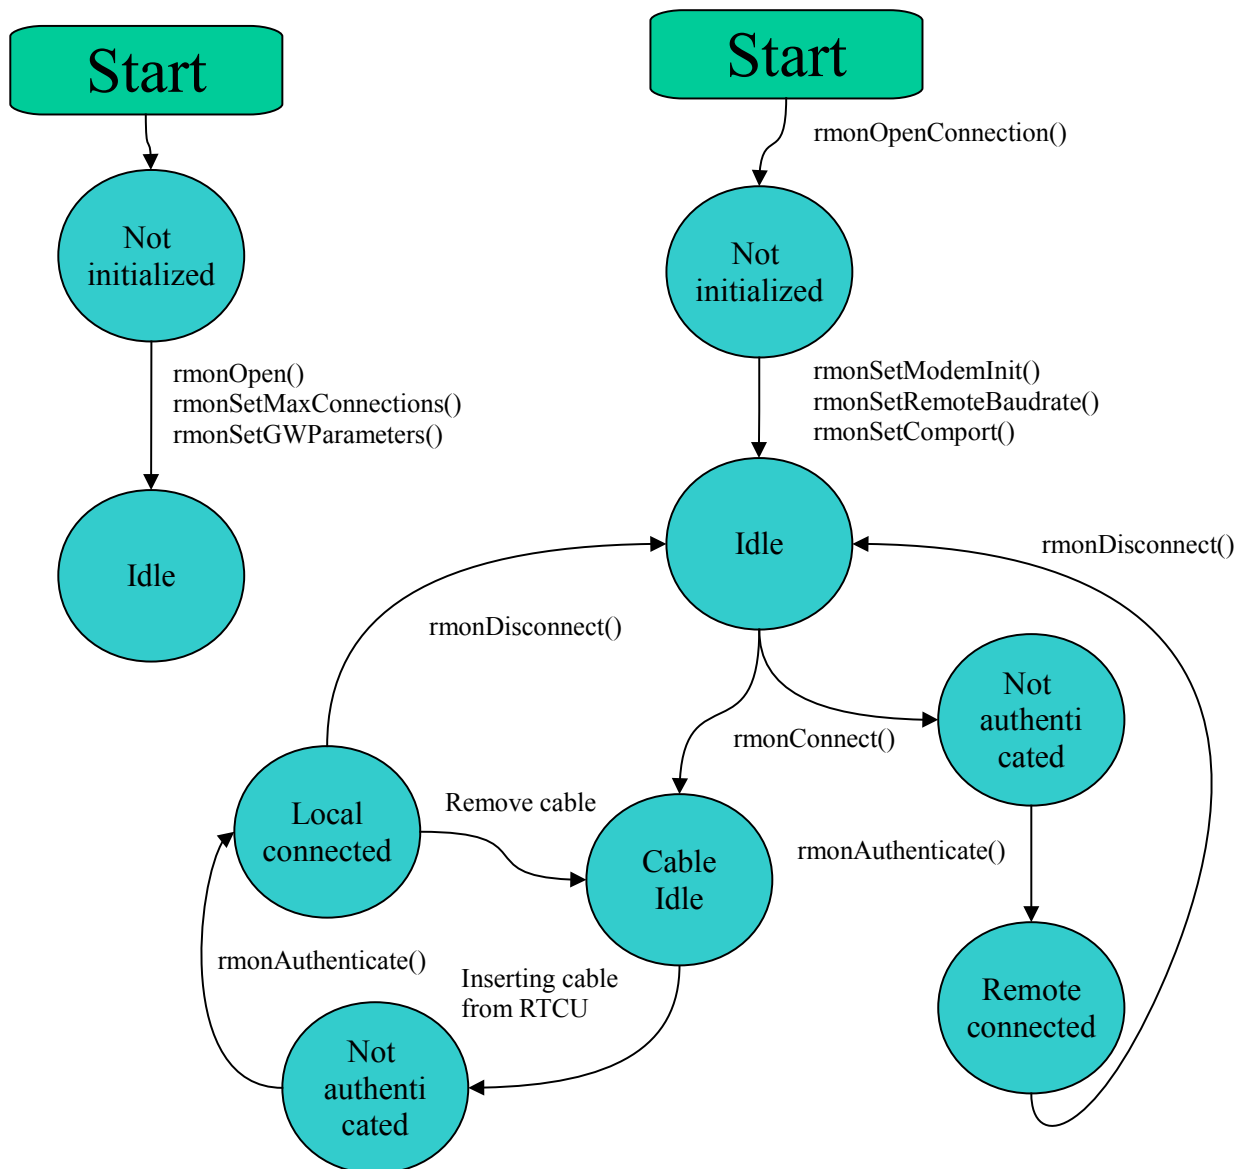 Start
Start
rmonOpenConnection()
Not
initialized
Not
initialized
rmonOpen()
rmonSetMaxConnections()
rmonSetGWParameters()
rmonSetModemInit()
rmonSetRemoteBaudrate()
rmonSetComport()
Idle
Idle
rmonDisconnect()
rmonDisconnect()
Not
authenti
cated
rmonConnect()
Local
connected
Remove cable
Cable
Idle
rmonAuthenticate()
rmonAuthenticate()
Inserting cable
from RTCU
Remote
connected
Not
authenti
cated